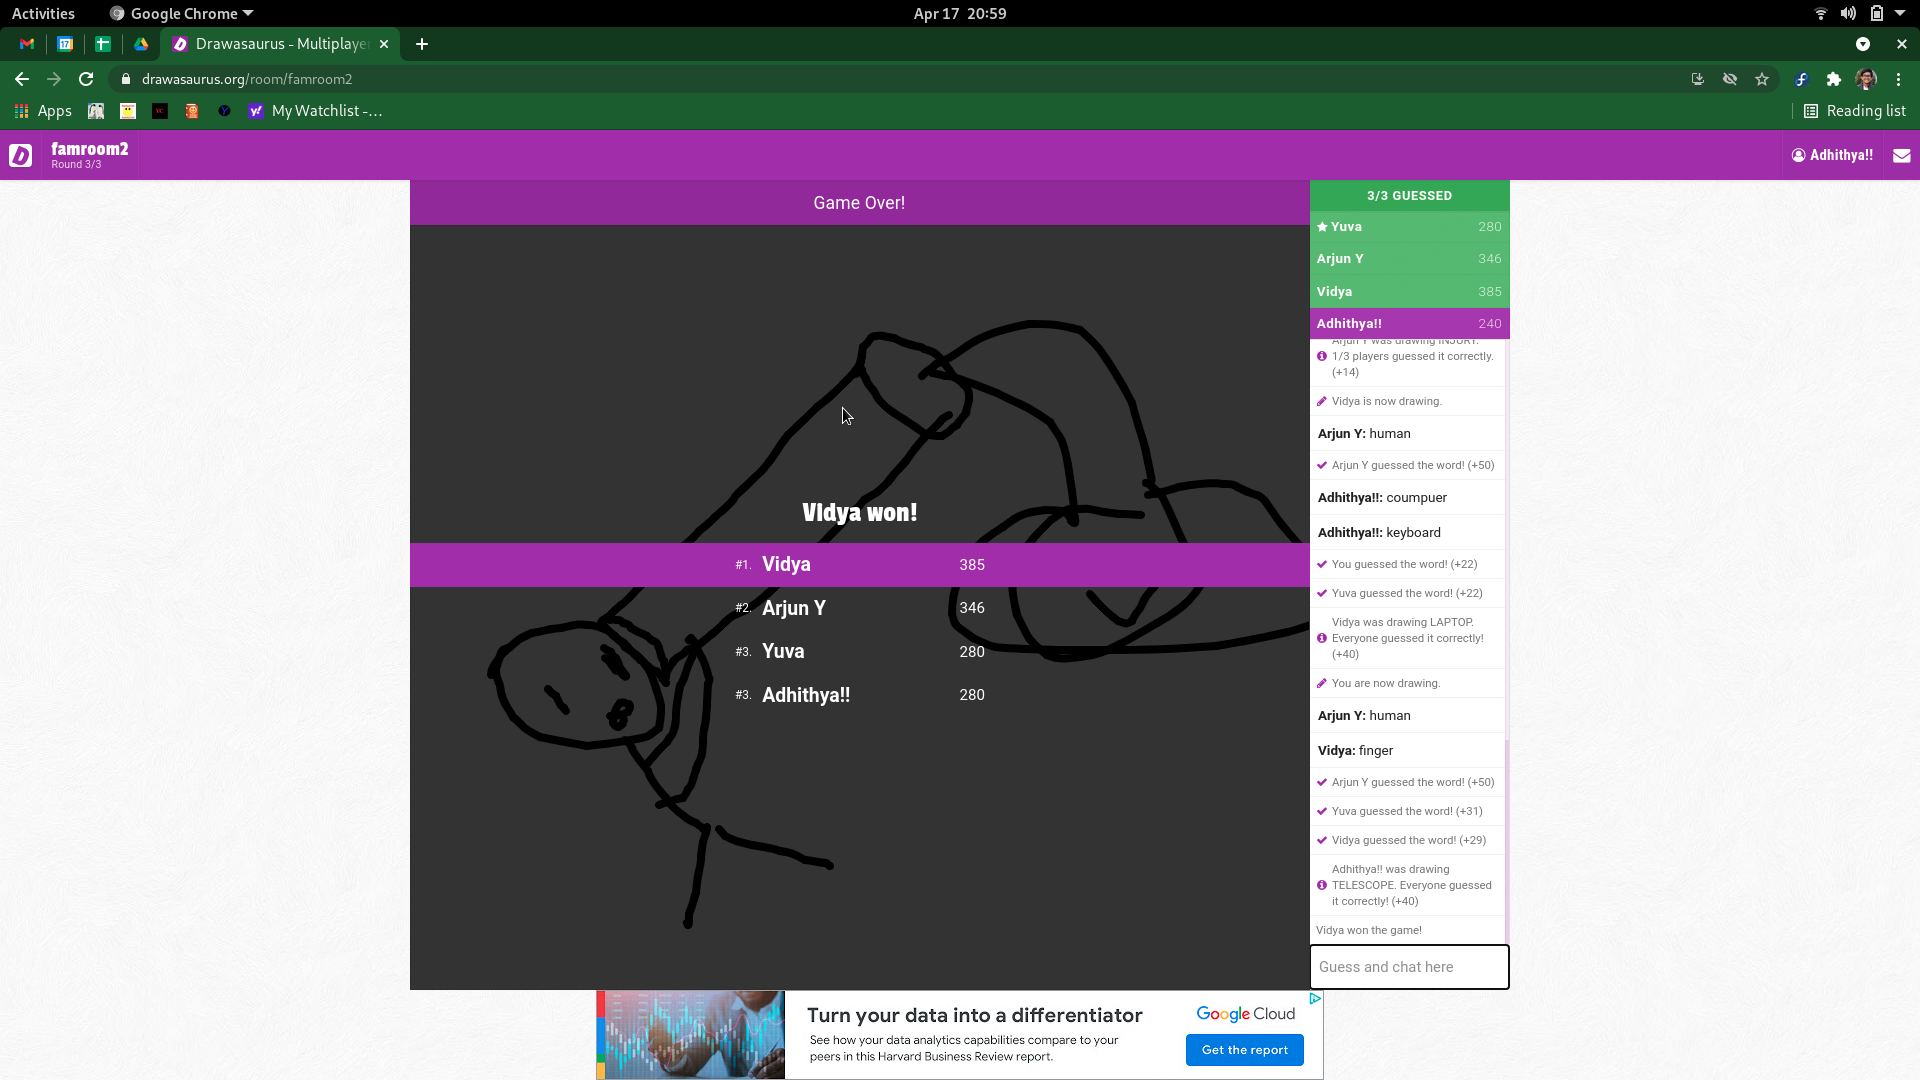 Activities
Google Chrome
Apr 17 20:59
Drawasaurus - Multiplaye
drawasaurus.org/room/famroom2
Apps
My Watchlist -...
Reading list
famroom2
Round 3/3
Adhithya!!
Game Over!
Vidya won!
#1. Vidya 385
#2. Arjun Y 346
#3. Yuva 280
#3. Adhithya!! 280
3/3 GUESSED
Yuva 280
Arjun Y 346
Vidya 385
Adhithya!! 240
Arjun Y was drawing INJURY.
1/3 players guessed it correctly.
(+14)
Vidya is now drawing.
Arjun Y: human
Arjun Y guessed the word! (+50)
Adhithya!!: coumpuer
Adhithya!!: keyboard
You guessed the word! (+22)
Yuva guessed the word! (+22)
Vidya was drawing LAPTOP.
Everyone guessed it correctly!
(+40)
You are now drawing.
Arjun Y: human
Vidya: finger
Arjun Y guessed the word! (+50)
Yuva guessed the word! (+31)
Vidya guessed the word! (+29)
Adhithya!! was drawing
TELESCOPE. Everyone guessed
it correctly! (+40)
Vidya won the game!
Guess and chat here
Turn your data into a differentiator
See how your data analytics capabilities compare to your
peers in this Harvard Business Review report.
Google Cloud
Get the report